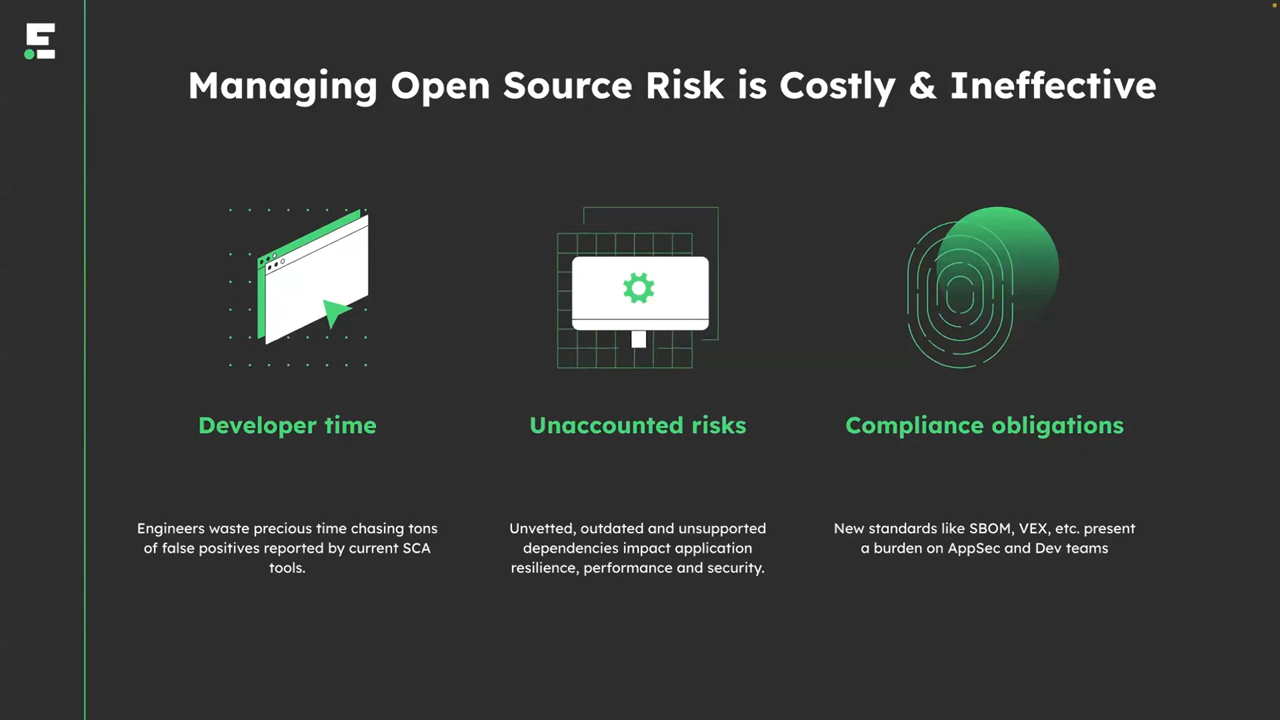 Managing Open Source Risk is Costly & Ineffective
Developer time
Engineers waste precious time chasing tons
of false positives reported by current SCA
tools.
Unaccounted risks
Unvetted, outdated and unsupported
dependencies impact application
resilience, performance and security.
Compliance obligations
New standards like SBOM, VEX, etc. present
a burden on AppSec and Dev teams